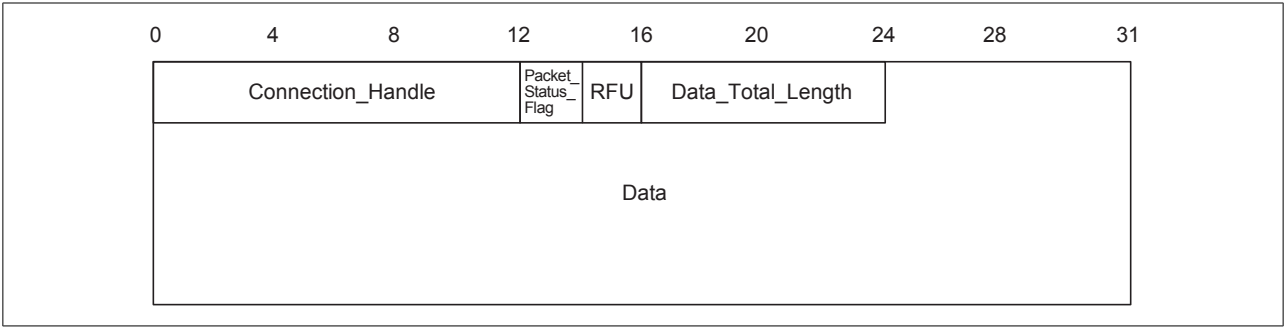 0 4 8 12 16 20 24 28 31
Connection_Handle Packet_ RFU Data_Total_Length
Status_
Flag
Data